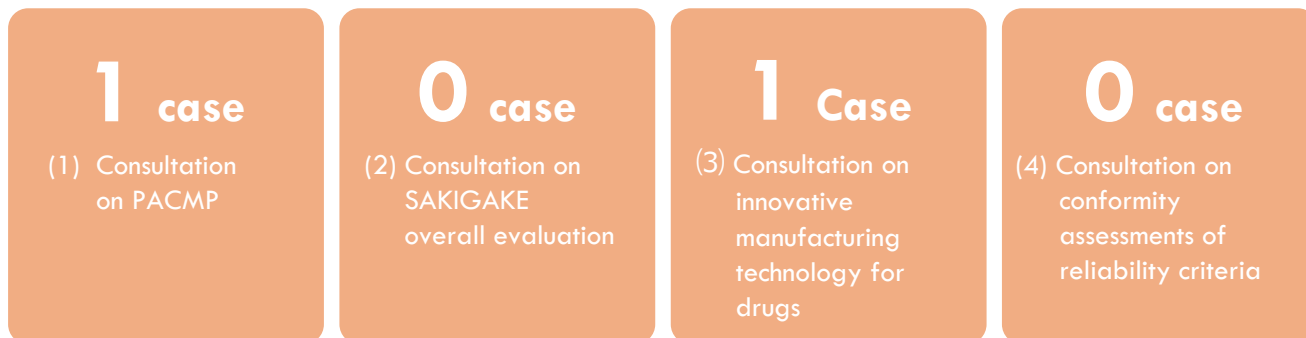 1 case
(1) Consultation
on PACMP
0 case
(2) Consultation on
SAKIGAKE
overall evaluation
1 Case
(3) Consultation on
innovative
manufacturing
technology for
drugs
0 case
(4) Consultation on
conformity
assessments of
reliability criteria